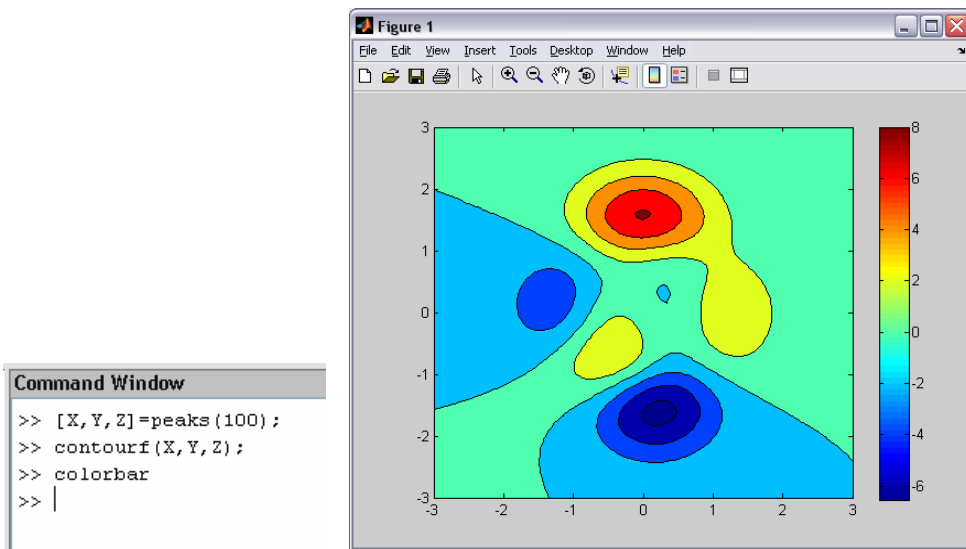 Figure 1
File Edit View Insert Tools Desktop Window Help
3
2
1
0
-1
-2
-3
-3 -2 -1 0 1 2 3
8
6
4
2
0
-2
-4
-6
Command Window
>> [X,Y,Z]=peaks(100);
>> contourf(X,Y,Z);
>> colorbar
>>